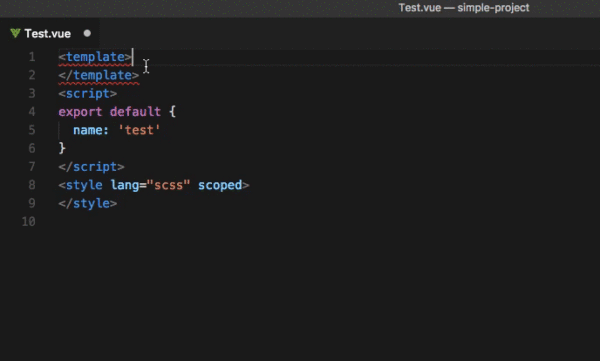 Test.vue — simple-project
Test.vue
1 <template>
2 </template>
3 <script>
4 export default {
5   name: 'test'
6 }
7 </script>
8 <style lang="scss" scoped>
9 </style>
10